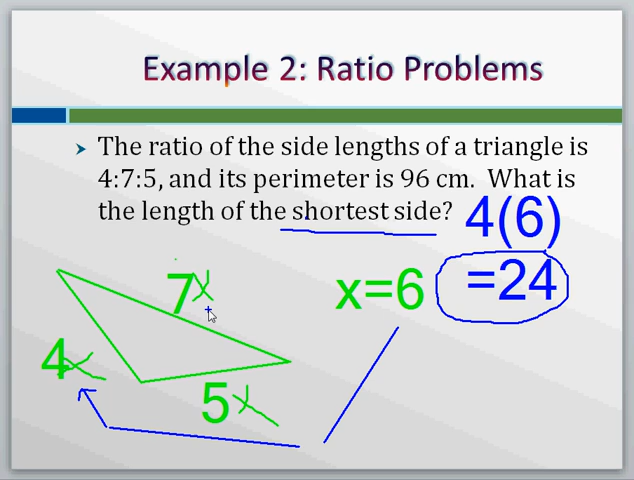 Example 2: Ratio Problems
The ratio of the side lengths of a triangle is
4:7:5, and its perimeter is 96 cm. What is
the length of the shortest side?
4(6)
=24
7x
x=6
4x
5x